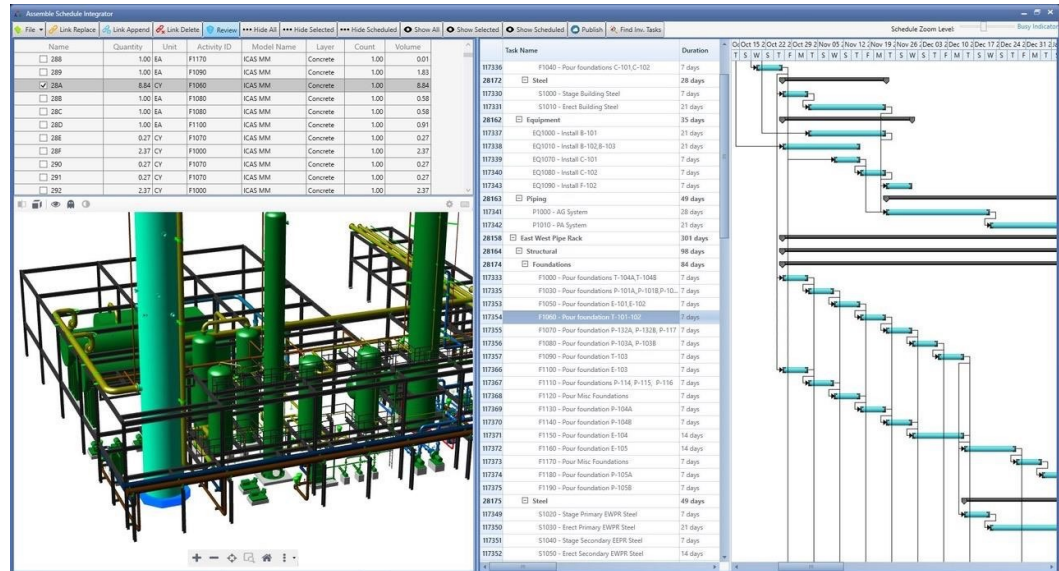 Assemble Schedule Integrator
File Link Replace Link Append Link Delete Review Hide All Hide Selected Hide Scheduled Show All Show Selected Show Scheduled Publish Find Inv. Tasks Schedule Zoom Level: Busy Indicator
Name Quantity Unit Activity ID Model Name Layer Count Volume
288 1.00 EA F1170 ICAS MM Concrete 1.00 0.01
289 1.00 EA F1090 ICAS MM Concrete 1.00 1.83
28A 8.84 CY F1060 ICAS MM Concrete 1.00 8.84
28B 1.00 EA F1080 ICAS MM Concrete 1.00 0.58
28C 1.00 EA F1080 ICAS MM Concrete 1.00 0.58
28D 1.00 EA F1100 ICAS MM Concrete 1.00 0.91
28E 0.27 CY F1070 ICAS MM Concrete 1.00 0.27
28F 2.37 CY F1000 ICAS MM Concrete 1.00 2.37
290 0.27 CY F1070 ICAS MM Concrete 1.00 0.27
291 0.27 CY F1070 ICAS MM Concrete 1.00 0.27
292 2.37 CY F1000 ICAS MM Concrete 1.00 2.37
Task Name Duration
117336 F1040 - Pour foundations C-101,C-102 7 days
28172 Steel 28 days
117330 S1000 - Stage Building Steel 7 days
117331 S1010 - Erect Building Steel 21 days
28162 Equipment 35 days
117337 EQ1000 - Install B-101 21 days
117338 EQ1010 - Install B-102,B-103 21 days
117339 EQ1070 - Install C-101 7 days
117340 EQ1080 - Install C-102 7 days
117343 EQ1090 - Install F-102 7 days
28163 Piping 49 days
117341 P1000 - AG System 28 days
117342 P1010 - PA System 21 days
28158 East West Pipe Rack 301 days
28164 Structural 98 days
28174 Foundations 84 days
117333 F1000 - Pour foundations T-104A,T-104B 7 days
117335 F1030 - Pour foundations P-101A,P-101B,P-10... 7 days
117353 F1050 - Pour foundation E-101,E-102 7 days
117354 F1060 - Pour foundation T-101-102 7 days
117355 F1070 - Pour foundation P-132A, P-132B, P-117 7 days
117356 F1080 - Pour foundation P-103A, P-103B 7 days
117357 F1090 - Pour foundation T-103 7 days
117366 F1100 - Pour foundation E-103 7 days
117367 F1110 - Pour foundations P-114, P-115, P-116 7 days
117368 F1120 - Pour Misc Foundations 7 days
117369 F1130 - Pour foundation P-104A 7 days
117370 F1140 - Pour foundation P-104B 7 days
117371 F1150 - Pour foundation E-104 14 days
117372 F1160 - Pour foundation E-105 14 days
117373 F1170 - Pour Misc Foundations 7 days
117374 F1180 - Pour foundation P-105A 7 days
117375 F1190 - Pour foundation P-105B 7 days
28175 Steel 49 days
117349 S1020 - Stage Primary EWPR Steel 7 days
117350 S1030 - Erect Primary EWPR Steel 21 days
117351 S1040 - Stage Secondary EEFR Steel 7 days
117352 S1050 - Erect Secondary EWPR Steel 14 days
Oct 15 2 Oct 22 2 Oct 29 2 Nov 05 2 Nov 12 2 Nov 19 2 Nov 26 2 Dec 03 2 Dec 10 2 Dec 17 2 Dec 24 2 Dec 31 2
T S W S T F M T S W S T F M T S W S T F M T S W S T F M T S W S T F M T